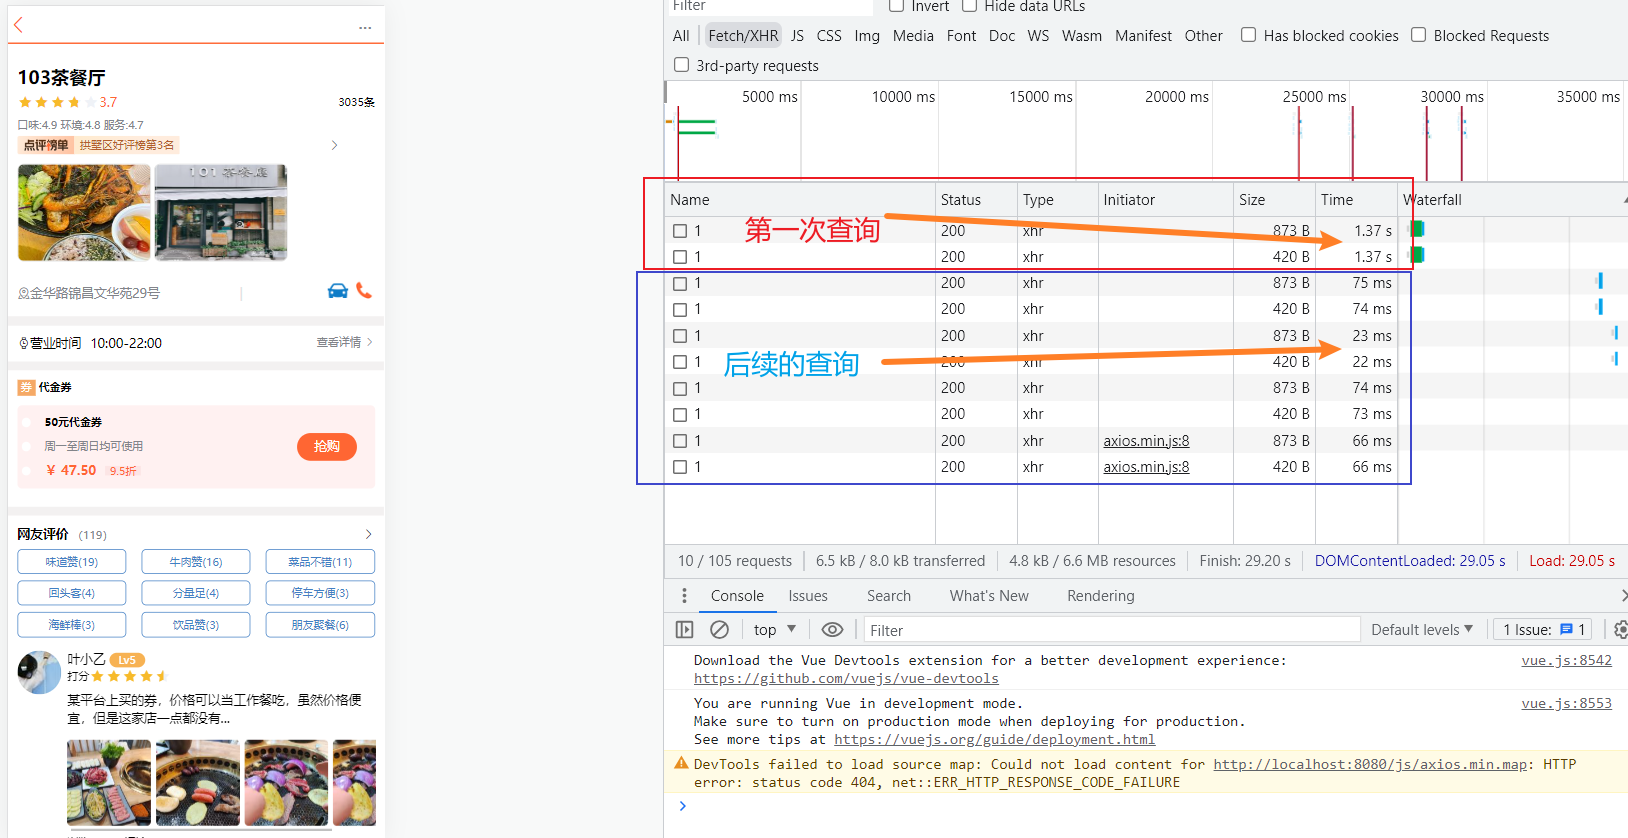 ...
103茶餐厅
3.7
3035条
口味:4.9 环境:4.8 服务:4.7
点评榜单 拱墅区好评榜第3名
101 茶餐廳
金华路锦昌文华苑29号
营业时间 10:00-22:00 查看详情
券 代金券
50元代金券
周一至周日均可使用
抢购
¥ 47.50 9.5折
网友评价 (119)
味道赞(19) 牛肉赞(16) 菜品不错(11)
回头客(4) 分量足(4) 停车方便(3)
海鲜棒(3) 饮品赞(3) 朋友聚餐(6)
叶小乙 Lv5
打分
某平台上买的券，价格可以当工作餐吃，虽然价格便
宜，但是这家店一点都没有...
Filter Invert Hide data URLs
All Fetch/XHR JS CSS Img Media Font Doc WS Wasm Manifest Other Has blocked cookies Blocked Requests
3rd-party requests
5000 ms 10000 ms 15000 ms 20000 ms 25000 ms 30000 ms 35000 ms
Name Status Type Initiator Size Time Waterfall
1 200 xhr 873 B 1.37 s
第一次查询
1 200 xhr 420 B 1.37 s
1 200 xhr 873 B 75 ms
1 200 xhr 420 B 74 ms
1 200 xhr 873 B 23 ms
1 200 xhr 420 B 22 ms
后续的查询
1 200 xhr 873 B 74 ms
1 200 xhr 420 B 73 ms
1 200 xhr axios.min.js:8 873 B 66 ms
1 200 xhr axios.min.js:8 420 B 66 ms
10 / 105 requests 6.5 kB / 8.0 kB transferred 4.8 kB / 6.6 MB resources Finish: 29.20 s DOMContentLoaded: 29.05 s Load: 29.05 s
Console Issues Search What's New Rendering
top Filter Default levels 1 Issue: 1
Download the Vue Devtools extension for a better development experience: vue.js:8542
https://github.com/vuejs/vue-devtools
You are running Vue in development mode. vue.js:8553
Make sure to turn on production mode when deploying for production.
See more tips at https://vuejs.org/guide/deployment.html
DevTools failed to load source map: Could not load content for http://localhost:8080/js/axios.min.map: HTTP
error: status code 404, net::ERR_HTTP_RESPONSE_CODE_FAILURE